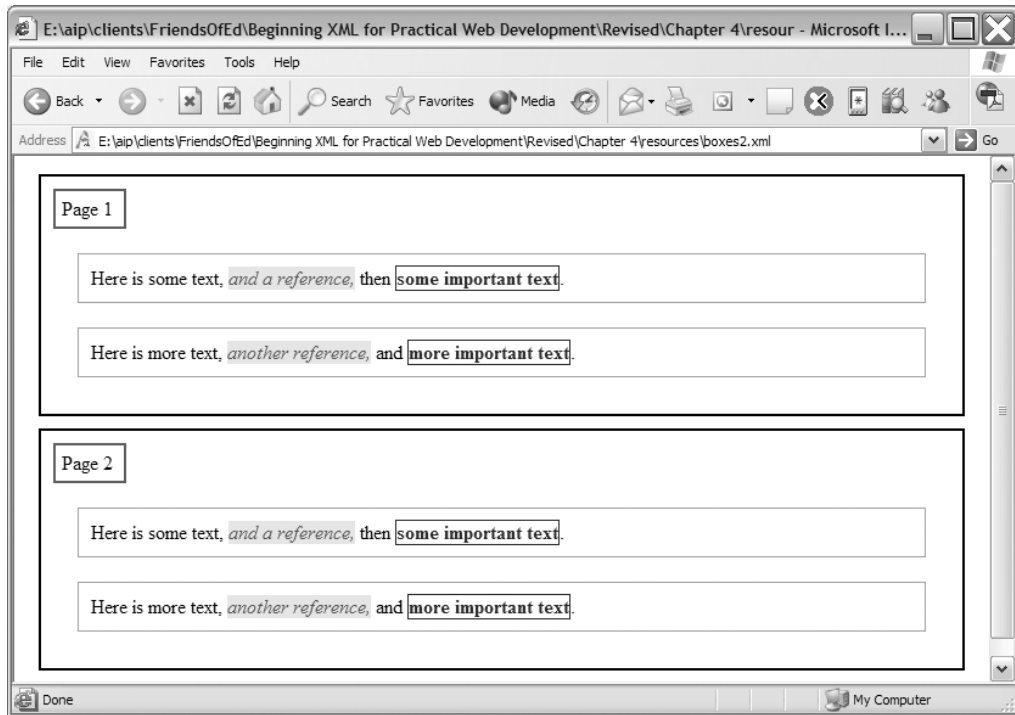 E:\aip\clients\FriendsOfEd\Beginning XML for Practical Web Development\Revised\Chapter 4\resour - Microsoft I...
File Edit View Favorites Tools Help
Back Search Favorites Media
Address E:\aip\clients\FriendsOfEd\Beginning XML for Practical Web Development\Revised\Chapter 4\resources\boxes2.xml Go
Page 1
Here is some text, and a reference, then some important text.
Here is more text, another reference, and more important text.
Page 2
Here is some text, and a reference, then some important text.
Here is more text, another reference, and more important text.
Done My Computer